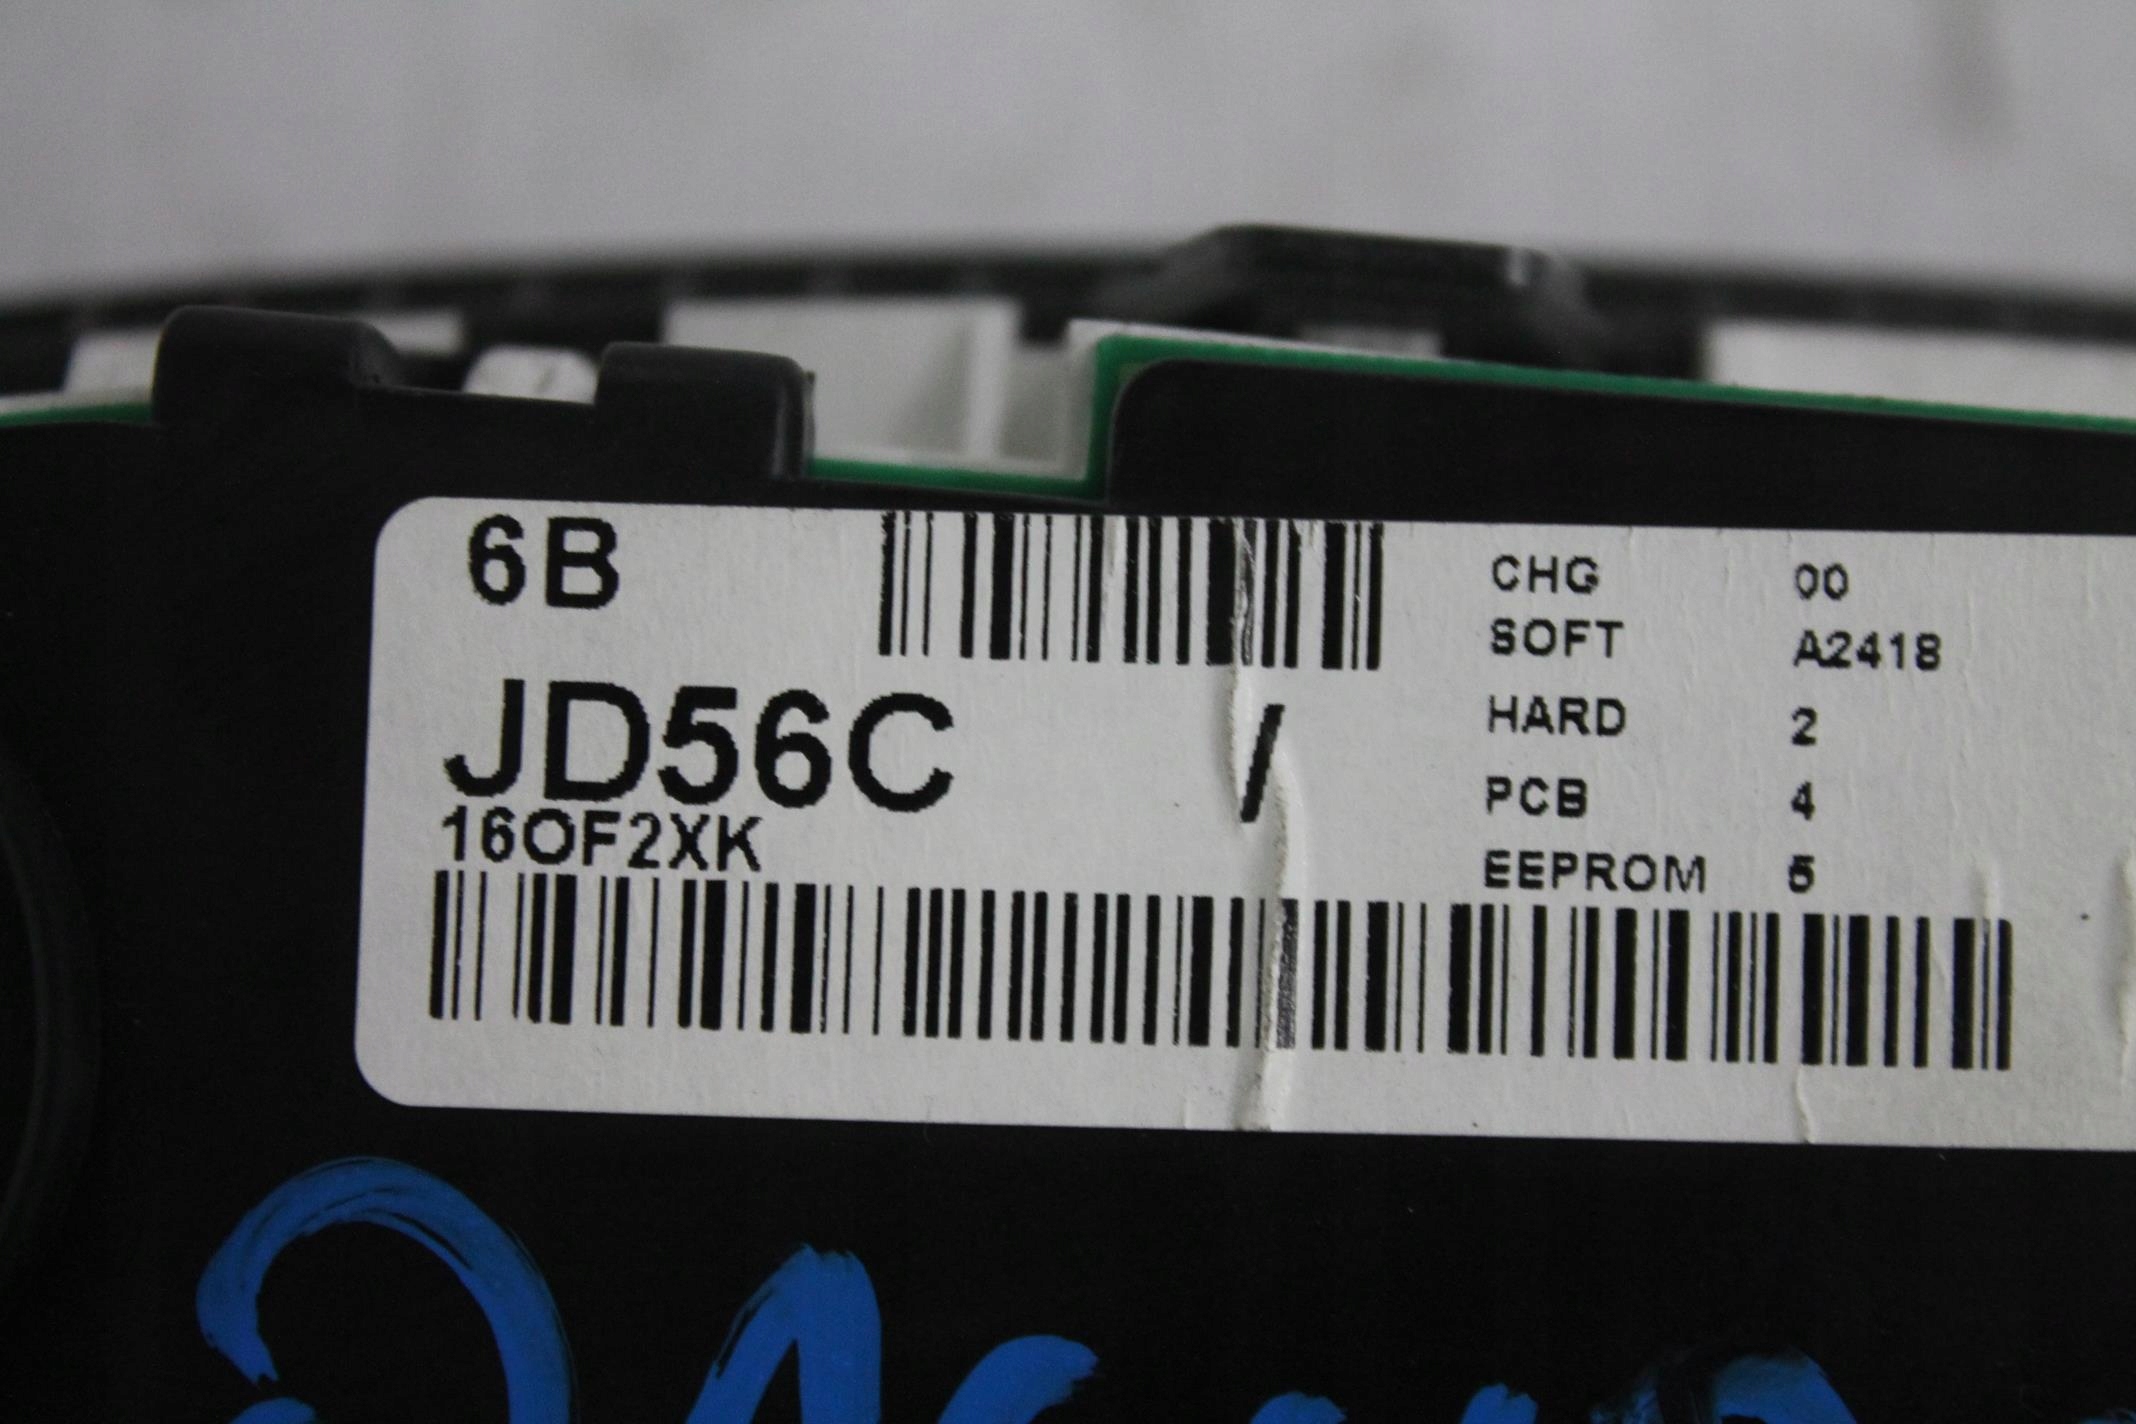 6B
CHG 00
SOFT A2418
JD56C /
HARD 2
PCB 4
16OF2XK
EEPROM 5